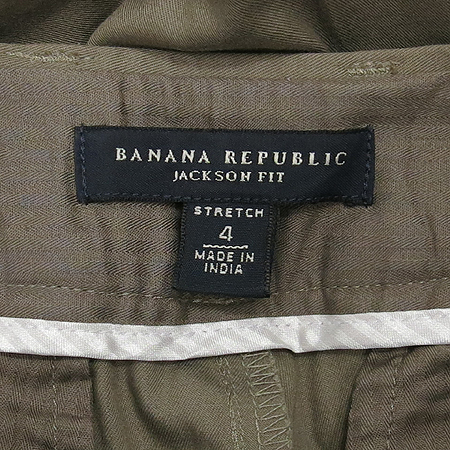 BANANA REPUBLIC
JACKSON FIT
STRETCH
4
MADE IN
INDIA